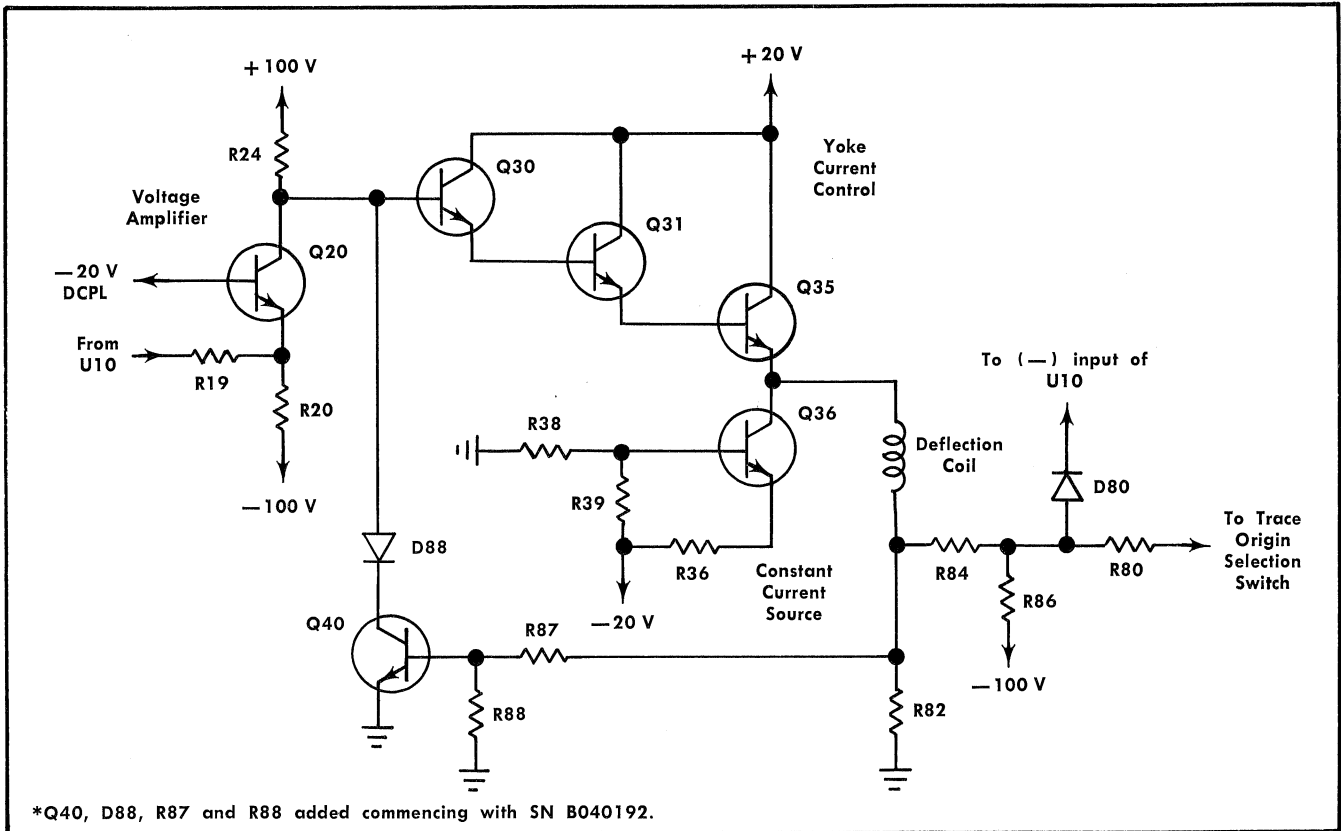 + 100 V
+ 20 V
R24
Q30
Yoke
Current
Control
Voltage
Amplifier
Q31
Q20
— 20 V
DCPL
Q35
From
U10
R19
To (—) input of
U10
R20
Q36
R38
Deflection
Coil
D80
— 100 V
R39
To Trace
Origin
Selection
Switch
D88
R36
Constant
Current
Source
R84
R80
R86
Q40
— 20 V
R87
— 100 V
R88
R82
*Q40, D88, R87 and R88 added commencing with SN B040192.